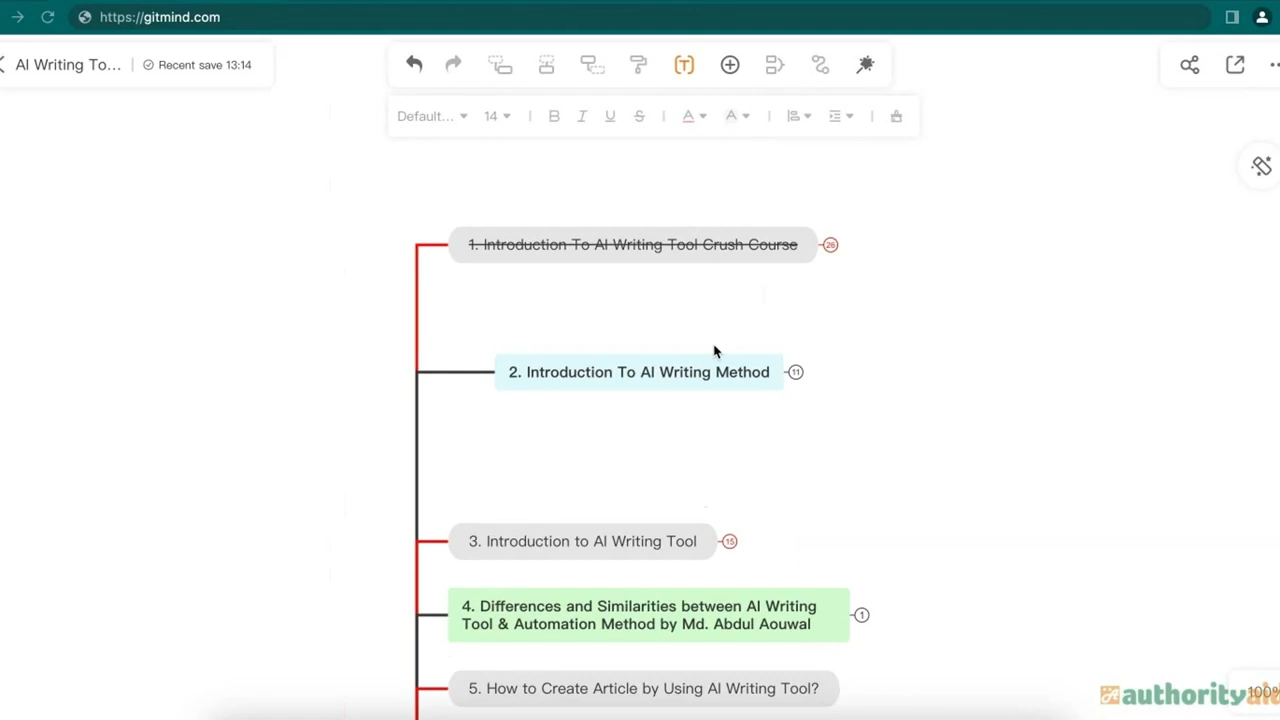 https://gitmind.com
AI Writing To...
Recent save 13:14
Default...
14
B
I
U
S
A
A
1. Introduction To AI Writing Tool Crush Course
26
2. Introduction To AI Writing Method
11
3. Introduction to AI Writing Tool
15
4. Differences and Similarities between AI Writing
Tool & Automation Method by Md. Abdul Aouwal
1
5. How to Create Article by Using AI Writing Tool?
100%